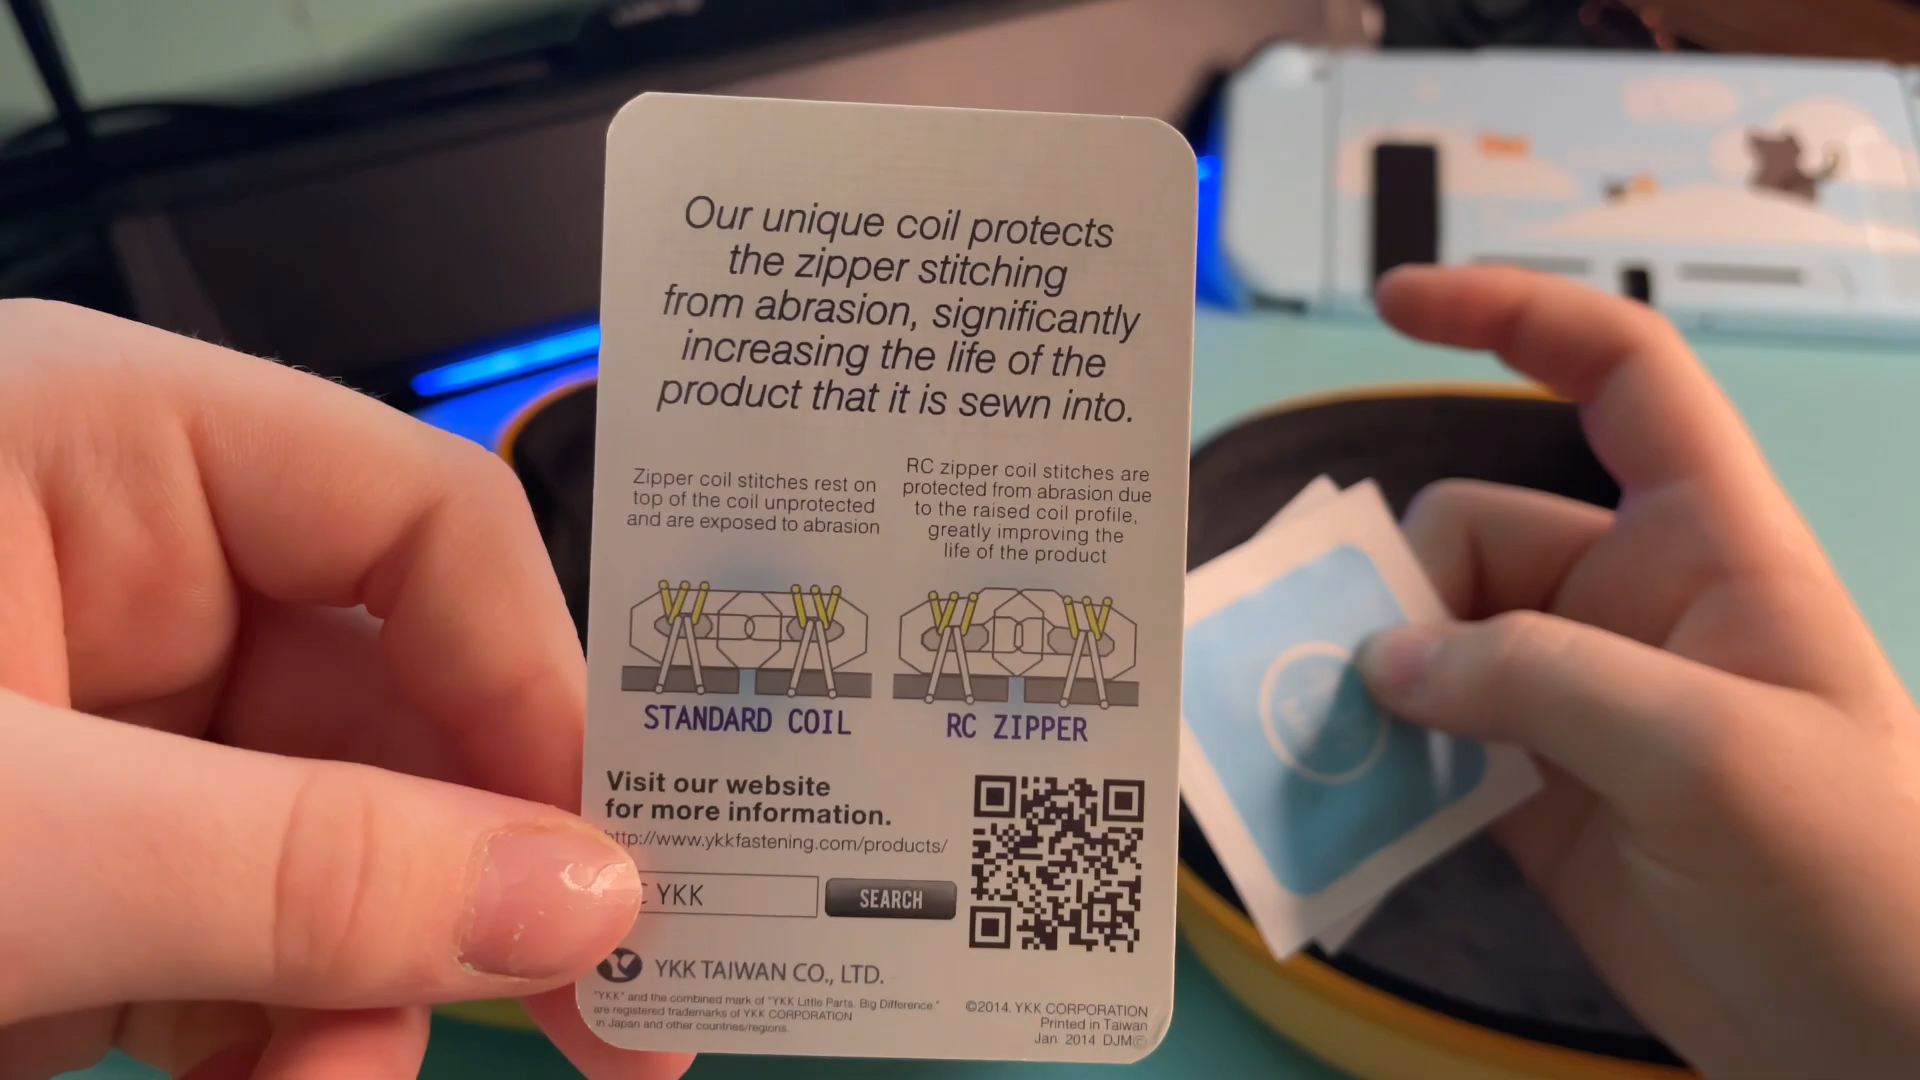 Our unique coil protects
the zipper stitching
from abrasion, significantly
increasing the life of the
product that it is sewn into.
Zipper coil stitches rest on
top of the coil unprotected
and are exposed to abrasion
RC zipper coil stitches are
protected from abrasion due
to the raised coil profile,
greatly improving the
life of the product
STANDARD COIL
RC ZIPPER
Visit our website
for more information.
http://www.ykkfastening.com/products/
YKK
SEARCH
YKK TAIWAN CO., LTD.
"YKK" and the combined mark of "YKK Little Parts. Big Difference."
are registered trademarks of YKK CORPORATION
in Japan and other countries/regions.
©2014. YKK CORPORATION
Printed in Taiwan
Jan. 2014 DJMⒸ